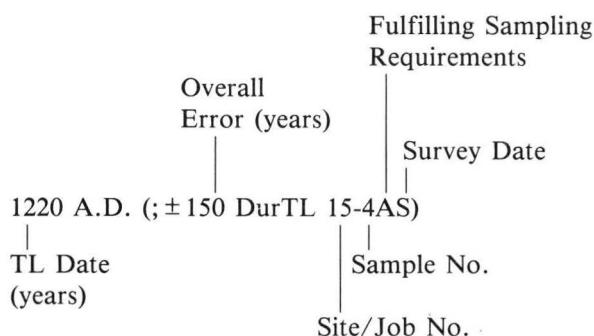 Fulfilling Sampling
Requirements
Overall
Error (years)
Survey Date
1220 A.D. (; ± 150 DurTL 15-4AS)
TL Date
(years)
Sample No.
Site/Job No.